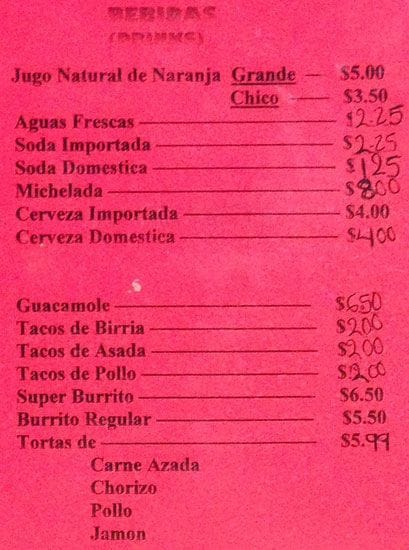 BEBIDAS
(DRINKS)
Jugo Natural de Naranja Grande — $5.00
Chico — $3.50
Aguas Frescas — $2.25
Soda Importada — $2.25
Soda Domestica — $1.25
Michelada — $8.00
Cerveza Importada — $4.00
Cerveza Domestica — $4.00
Guacamole — $6.50
Tacos de Birria — $2.00
Tacos de Asada — $2.00
Tacos de Pollo — $2.00
Super Burrito — $6.50
Burrito Regular — $5.50
Tortas de — $5.99
Carne Azada
Chorizo
Pollo
Jamon